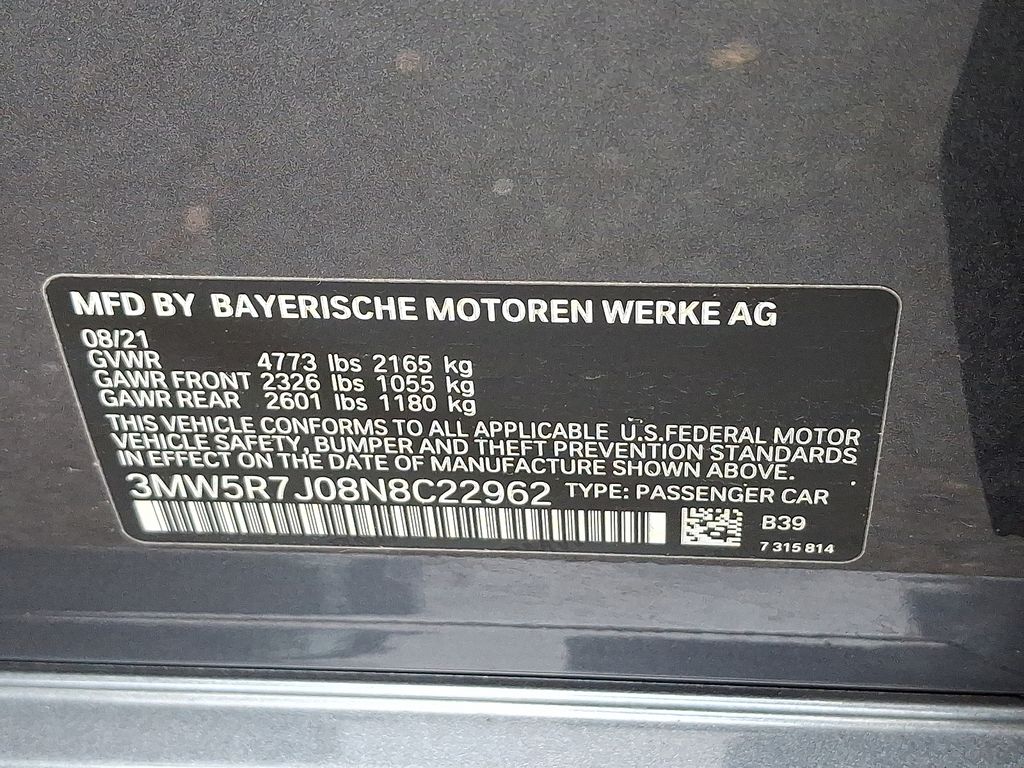 MFD BY BAYERISCHE MOTOREN WERKE AG
08/21
GVWR 4773 lbs 2165 kg
GAWR FRONT 2326 lbs 1055 kg
GAWR REAR 2601 lbs 1180 kg
THIS VEHICLE CONFORMS TO ALL APPLICABLE U.S.FEDERAL MOTOR
VEHICLE SAFETY, BUMPER AND THEFT PREVENTION STANDARDS
IN EFFECT ON THE DATE OF MANUFACTURE SHOWN ABOVE.
3MW5R7J08N8C22962 TYPE: PASSENGER CAR
B39
7 315 814